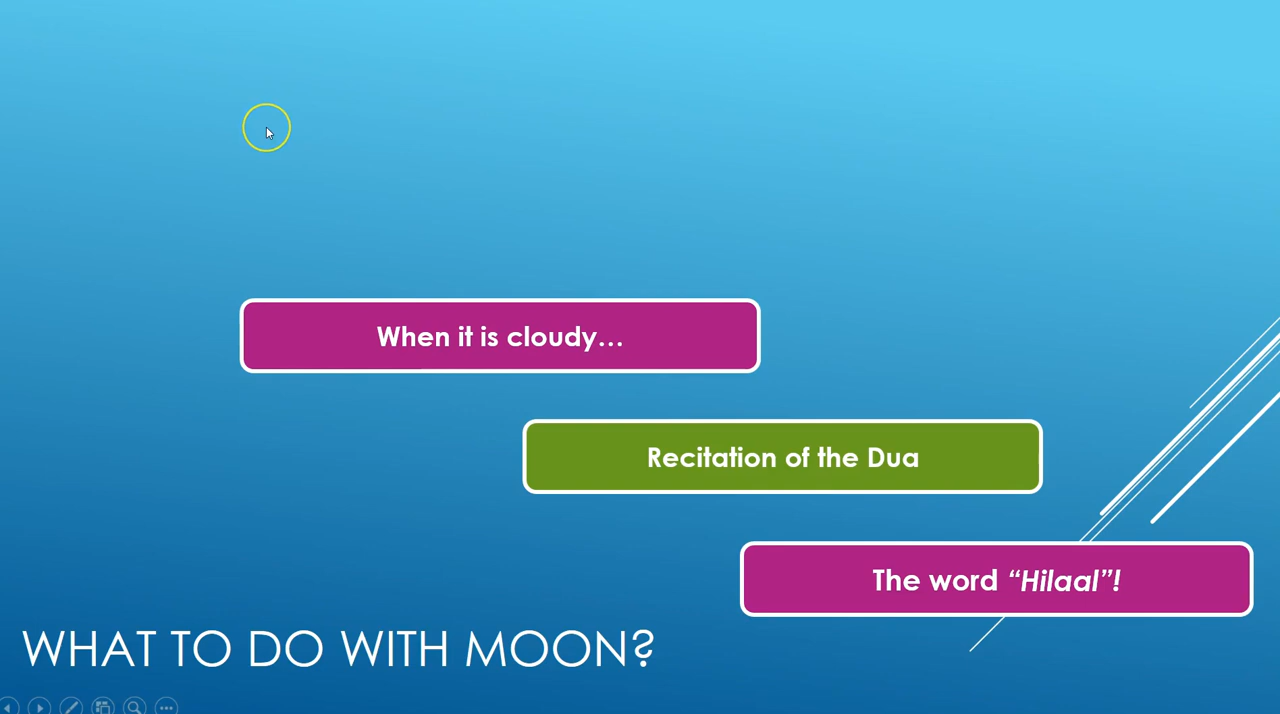 When it is cloudy…
Recitation of the Dua
The word “Hilaal”!
WHAT TO DO WITH MOON?